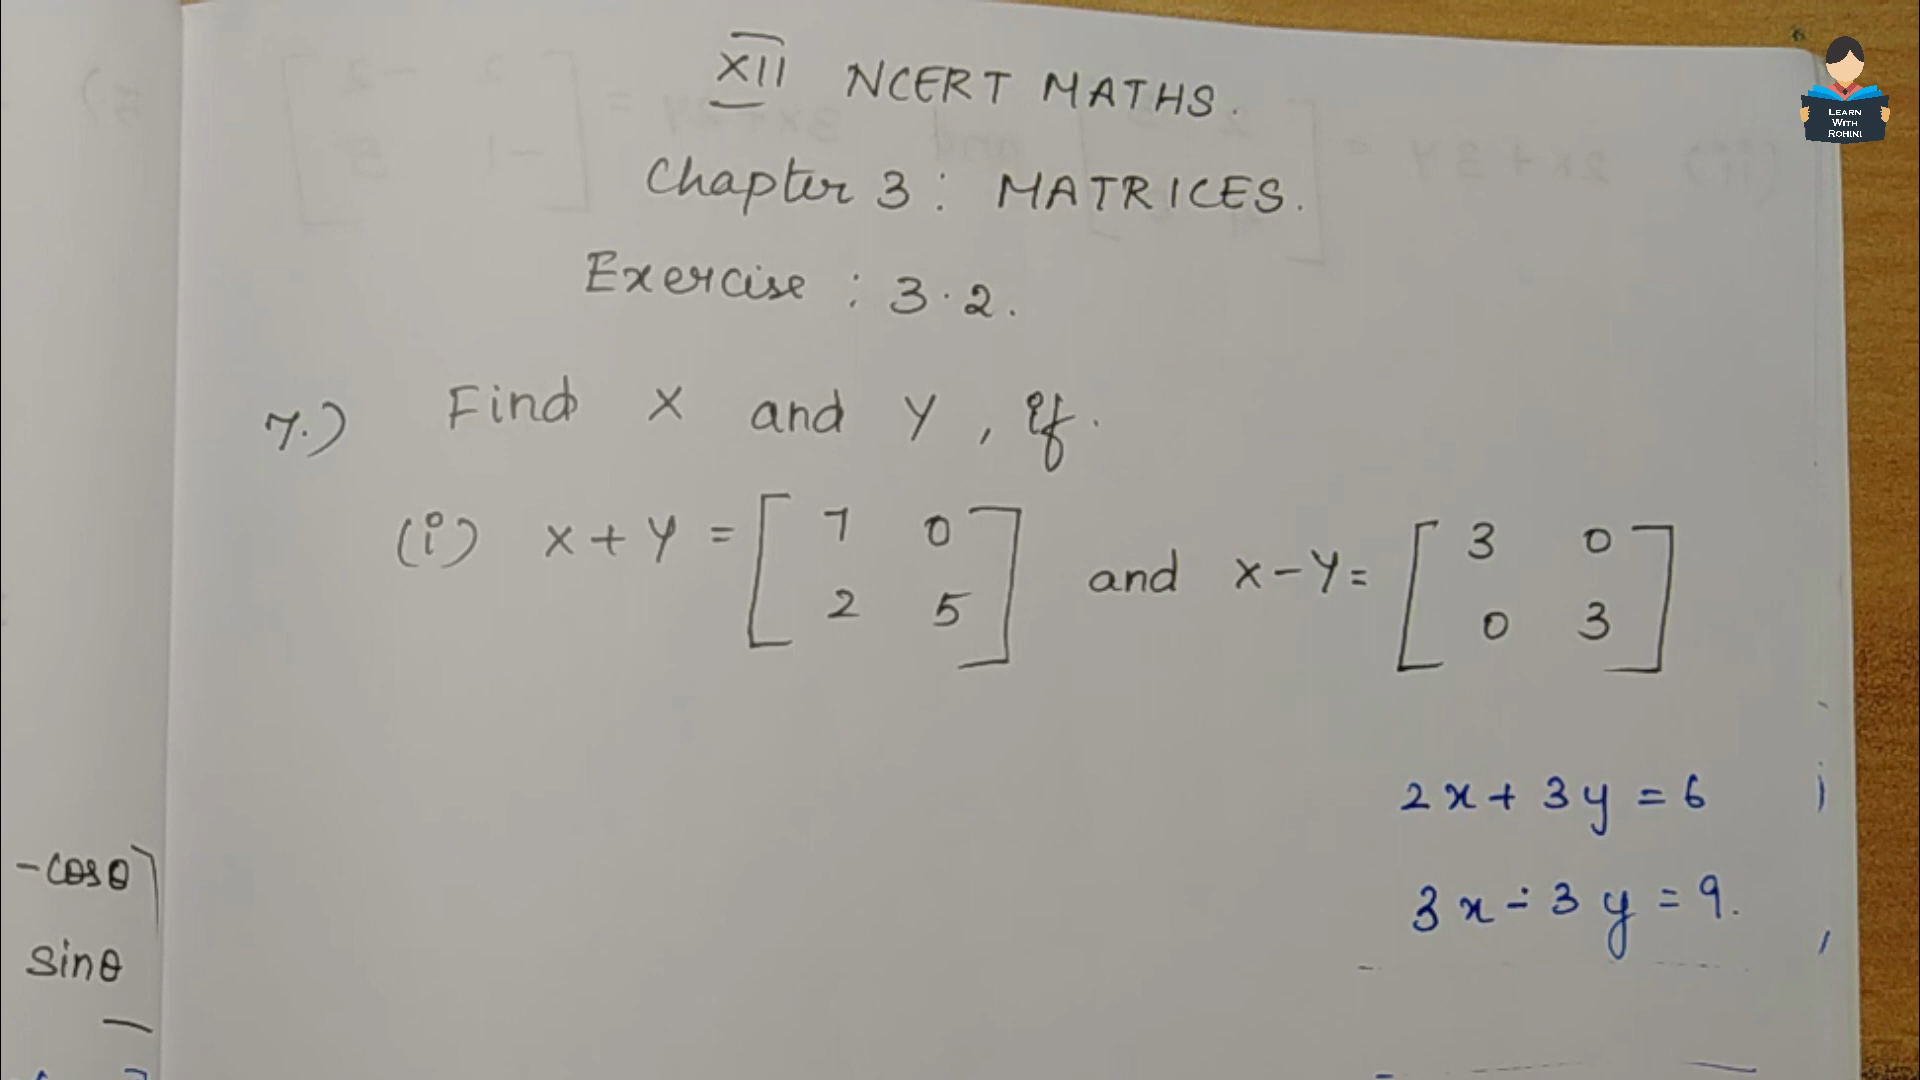 XII NCERT MATHS.
Chapter 3 : MATRICES.
Exercise : 3.2.
7.) Find X and Y, if.
(i) X + Y = [ 7 0 and X - Y = [ 3 0
2 5 ] 0 3 ]
2x + 3y = 6
3x - 3y = 9.
-cosθ
sinθ
LEARN
WITH
ROHINI